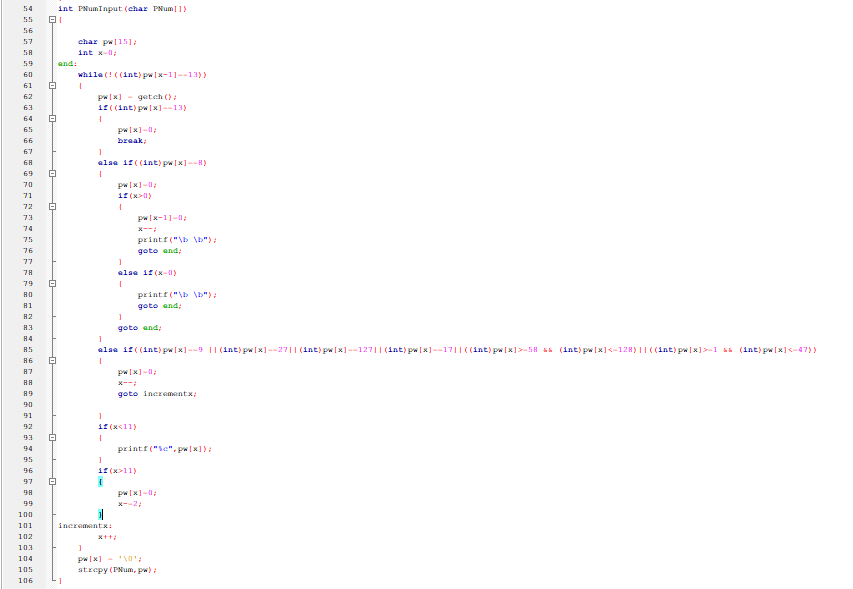 54 int PNumInput(char PNum[])
55 {
56
57 char pw[15];
58 int x=0;
59 end:
60 while(!((int)pw[x-1]==13))
61 {
62 pw[x] = getch();
63 if((int)pw[x]==13)
64 {
65 pw[x]=0;
66 break;
67 }
68 else if((int)pw[x]==8)
69 {
70 pw[x]=0;
71 if(x>0)
72 {
73 pw[x-1]=0;
74 x--;
75 printf("\b \b");
76 goto end;
77 }
78 else if(x=0)
79 {
80 printf("\b \b");
81 goto end;
82 }
83 goto end;
84 }
85 else if((int)pw[x]==9 ||(int)pw[x]==27||(int)pw[x]==127||(int)pw[x]==17||((int)pw[x]>=58 && (int)pw[x]<=128)||((int)pw[x]>=1 && (int)pw[x]<=47))
86 {
87 pw[x]=0;
88 x--;
89 goto incrementx;
90
91 }
92 if(x<11)
93 {
94 printf("%c",pw[x]);
95 }
96 if(x>11)
97 {
98 pw[x]=0;
99 x-=2;
100 }
101 incrementx:
102 x++;
103 }
104 pw[x] = '\0';
105 strcpy(PNum,pw);
106 }